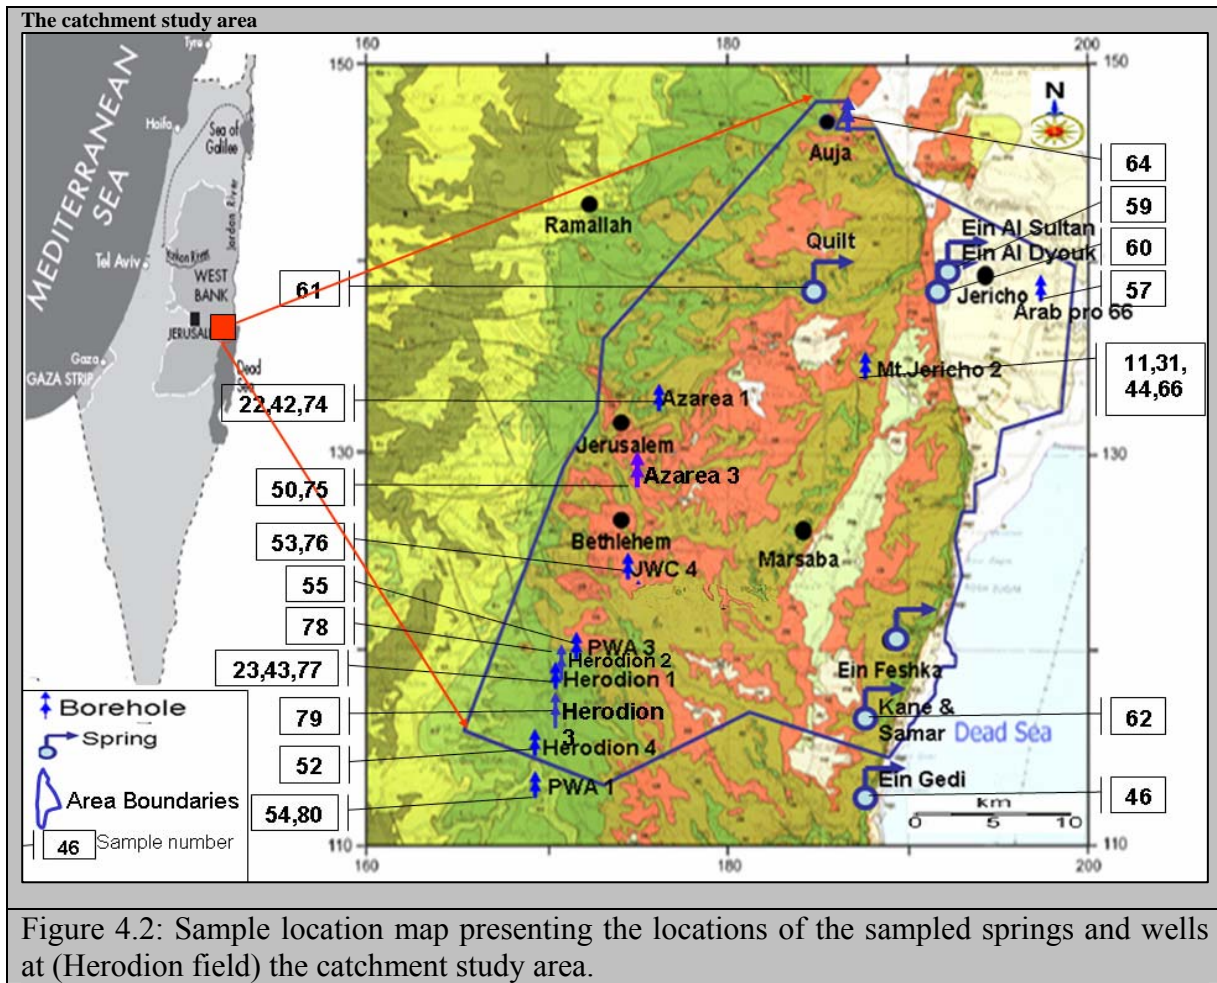 The catchment study area
Tyre
Haifa
Sea of
Galilee
MEDITERRANEAN
SEA
Jordan River
Yarkon River
Tel Aviv
WEST
BANK
JERUSAL
Gaza
GAZA STRIP
Dead
Sea
160
180
200
150
150
N
Auja
64
Ramallah
59
Quilt
Ein Al Sultan
Ein Al Dyouk
60
61
Jericho
57
Arab pro 66
Mt.Jericho 2
11,31,
44,66
22,42,74
Azarea 1
Jerusalem
130
130
Azarea 3
50,75
Bethlehem
Marsaba
53,76
JWC 4
55
78
PWA 3
Herodion 2
23,43,77
Herodion 1
Ein Feshka
79
Herodion
3
Kane &
Samar
62
Dead Sea
52
Herodion 4
Ein Gedi
46
PWA 1
54,80
km
0 5 10
110
110
160
180
200
Borehole
Spring
Area Boundaries
46 Sample number
Figure 4.2: Sample location map presenting the locations of the sampled springs and wells
at (Herodion field) the catchment study area.